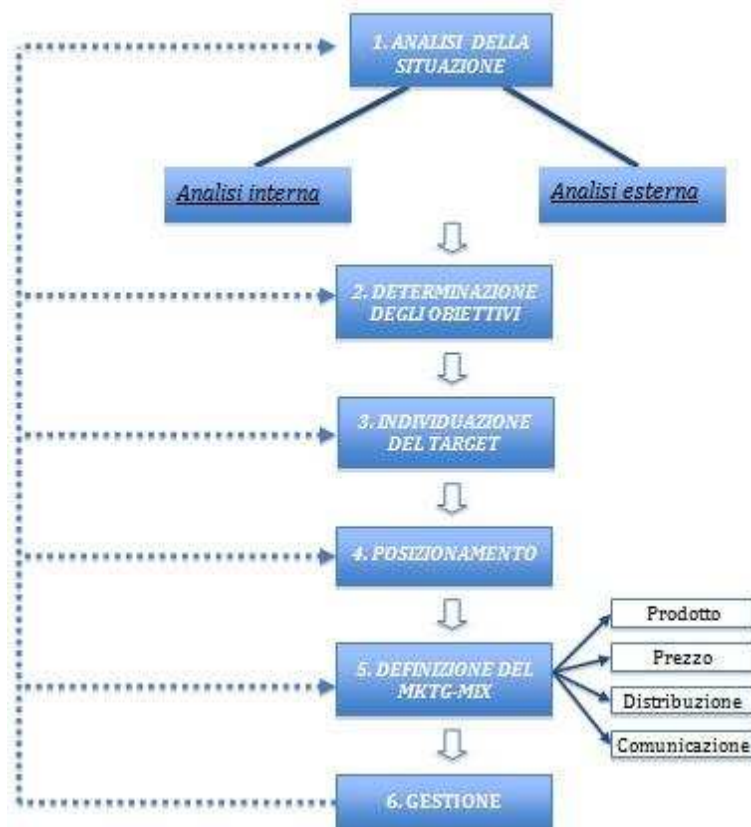 1. ANALISI DELLA
SITUAZIONE
Analisi interna
Analisi esterna
2. DETERMINAZIONE
DEGLI OBIETTIVI
3. INDIVIDUAZIONE
DEL TARGET
4. POSIZIONAMENTO
5. DEFINIZIONE DEL
MKTG-MIX
Prodotto
Prezzo
Distribuzione
Comunicazione
6. GESTIONE